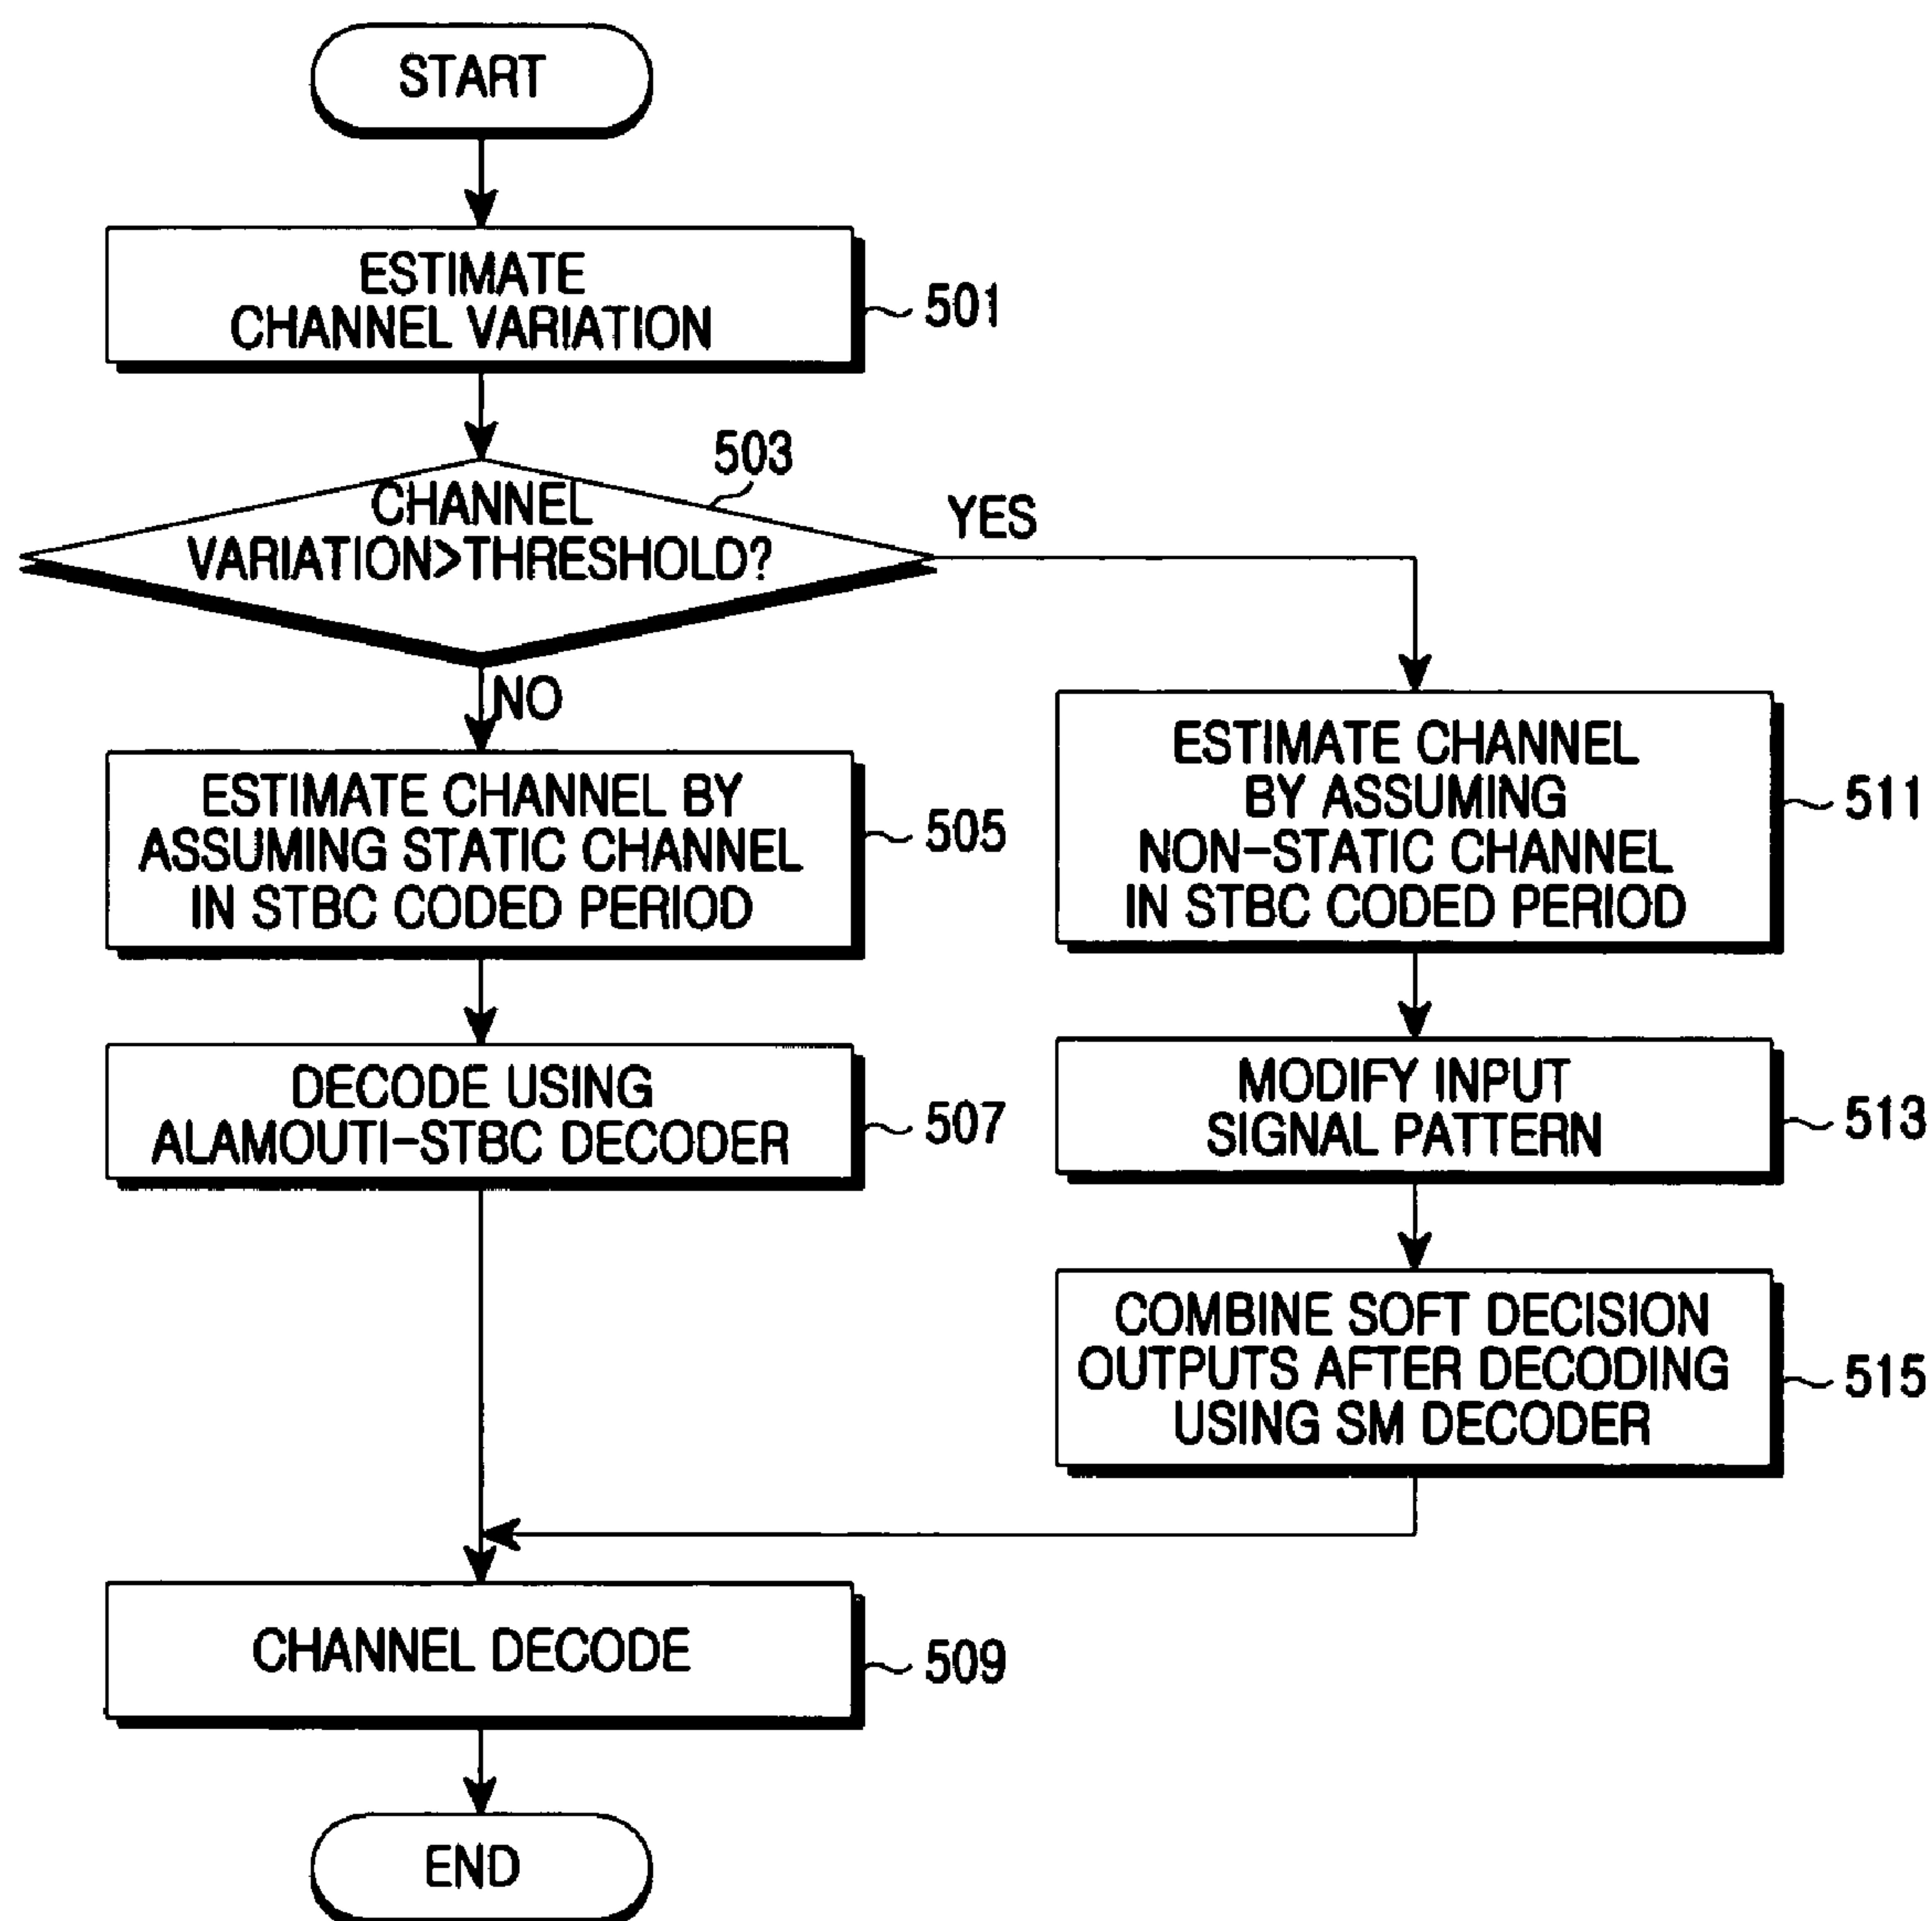 START
ESTIMATE
CHANNEL VARIATION
501
503
CHANNEL
VARIATION>THRESHOLD?
YES
NO
ESTIMATE CHANNEL BY
ASSUMING STATIC CHANNEL
IN STBC CODED PERIOD
505
DECODE USING
ALAMOUTI-STBC DECODER
507
ESTIMATE CHANNEL
BY ASSUMING
NON-STATIC CHANNEL
IN STBC CODED PERIOD
511
MODIFY INPUT
SIGNAL PATTERN
513
COMBINE SOFT DECISION
OUTPUTS AFTER DECODING
USING SM DECODER
515
CHANNEL DECODE
509
END